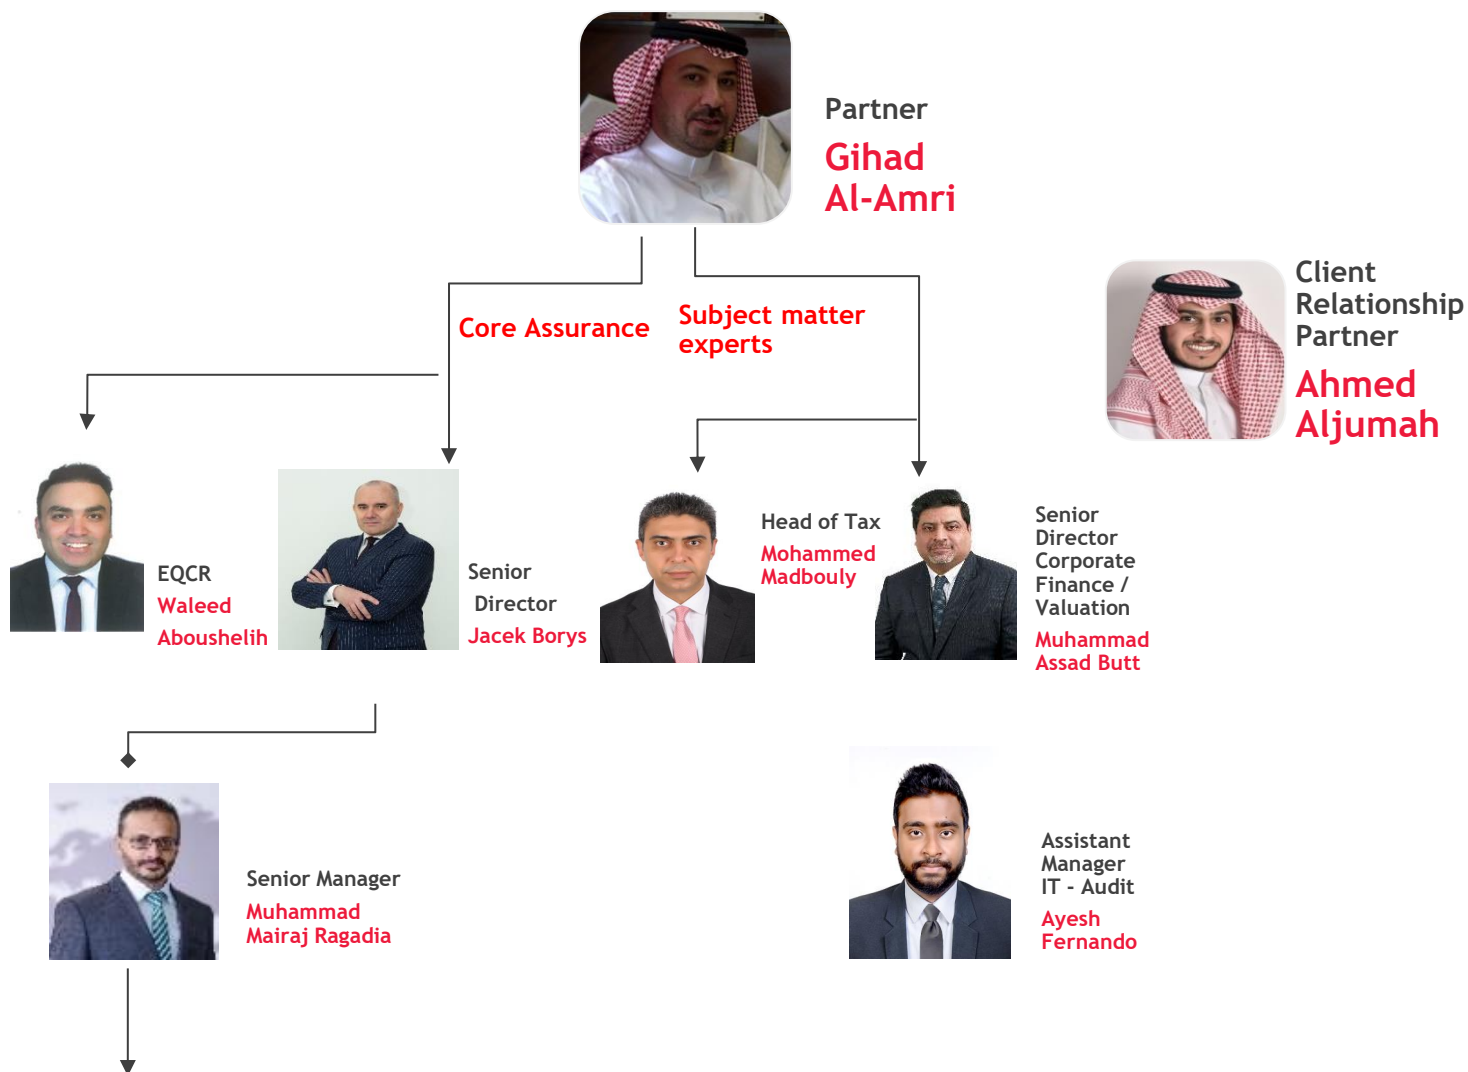 Partner
Gihad
Al-Amri
Client
Relationship
Partner
Ahmed
Aljumah
Core Assurance
Subject matter
experts
EQCR
Waleed
Aboushelih
Senior
Director
Jacek Borys
Head of Tax
Mohammed
Madbouly
Senior
Director
Corporate
Finance /
Valuation
Muhammad
Assad Butt
Senior Manager
Muhammad
Mairaj Ragadia
Assistant
Manager
IT - Audit
Ayesh
Fernando